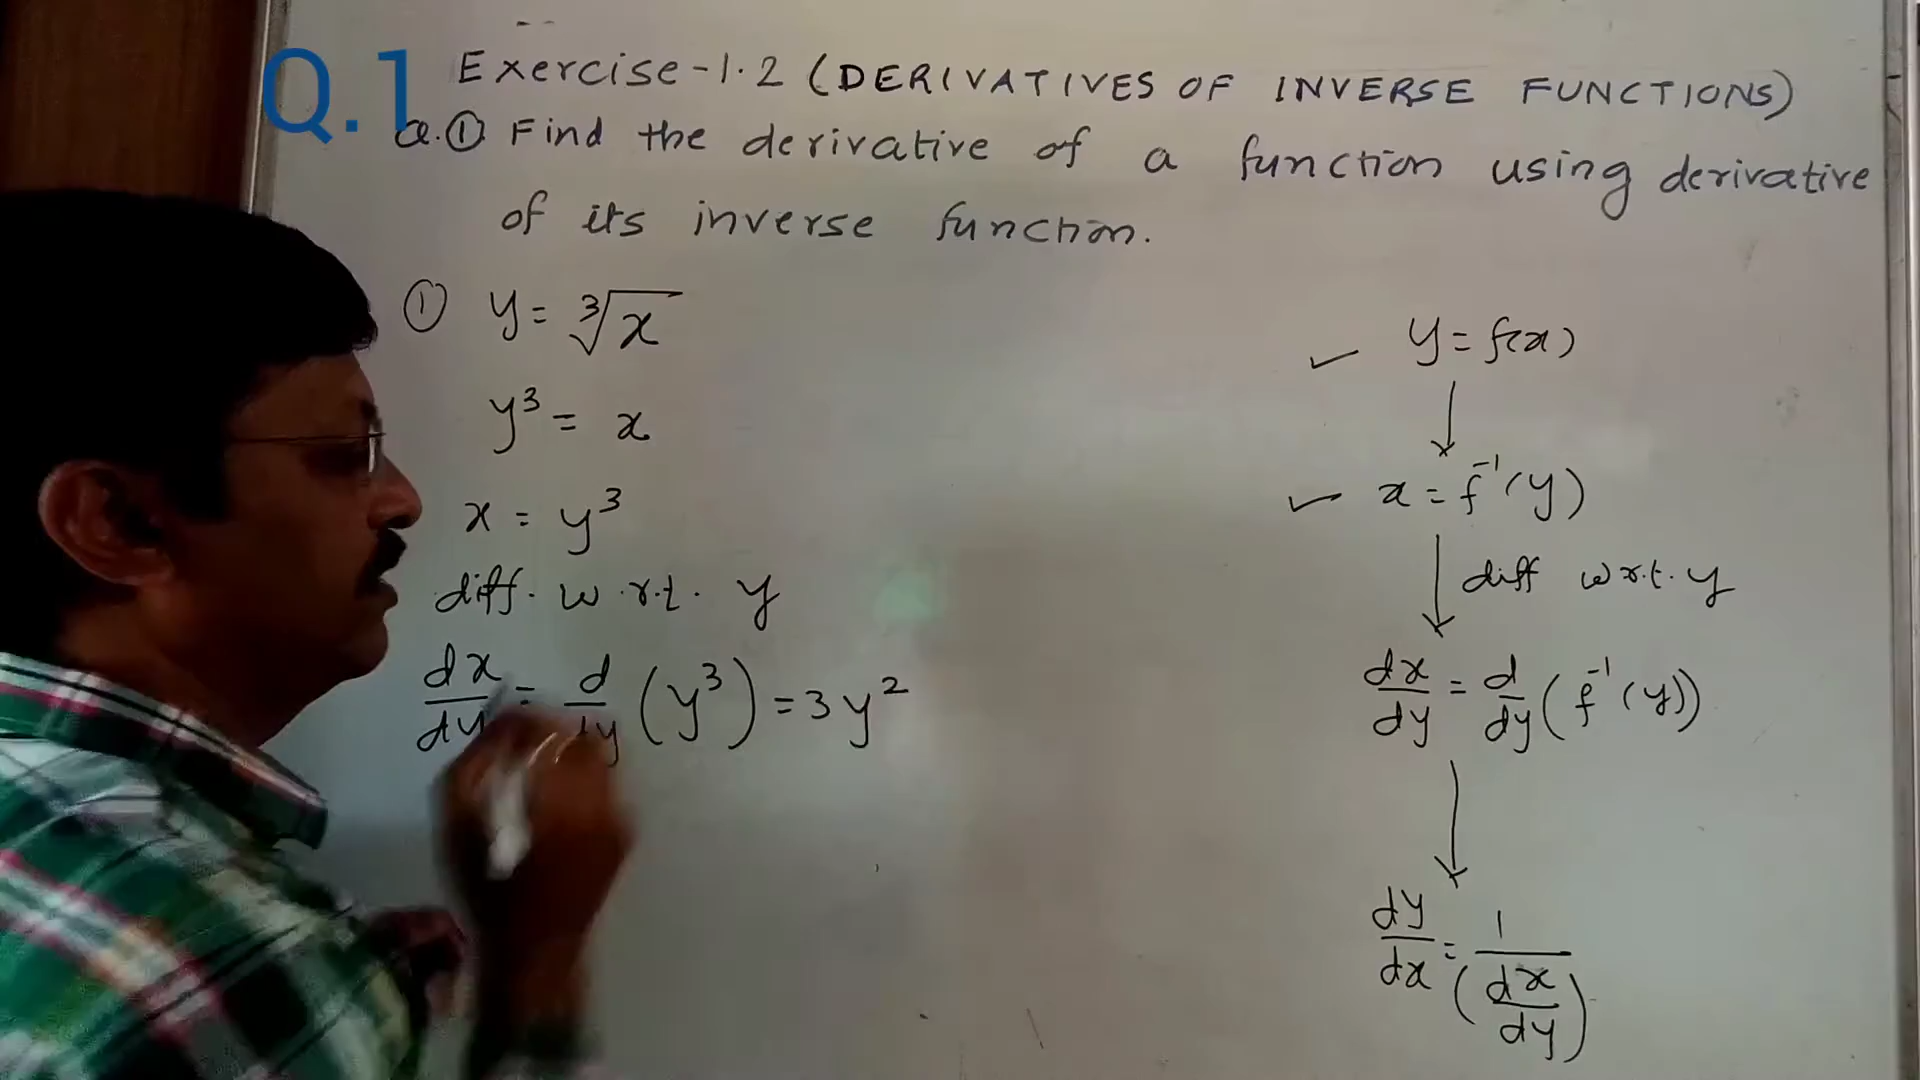 Q.1
Exercise-1.2 (DERIVATIVES OF INVERSE FUNCTIONS)
Q.① Find the derivative of a function using derivative
of its inverse function.
① y = ∛x
y³ = x
x = y³
diff. w.r.t. y
dx/dy = d/dy (y³) = 3y²
✓ y = f(x)
↓
✓ x = f⁻¹(y)
↓ diff w.r.t. y
dx/dy = d/dy (f⁻¹(y))
↓
dy/dx = 1/(dx/dy)